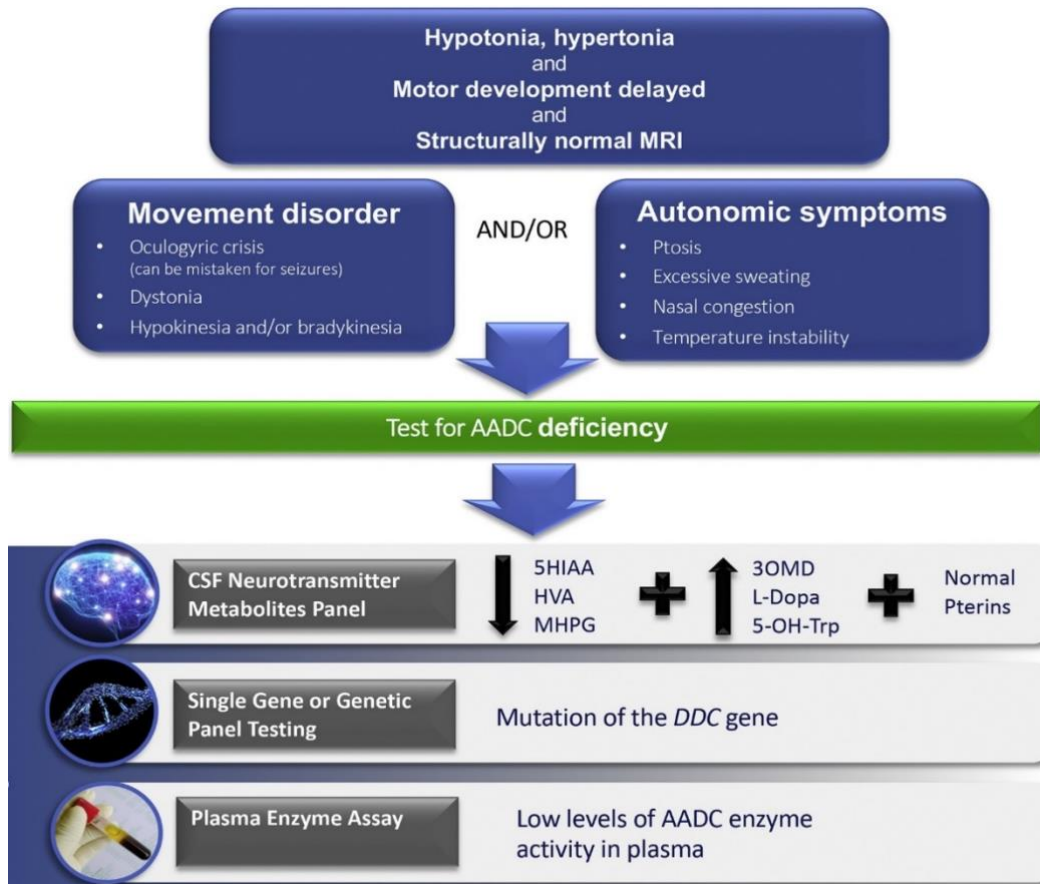 Hypotonia, hypertonia
and
Motor development delayed
and
Structurally normal MRI
Movement disorder
• Oculogyric crisis
(can be mistaken for seizures)
• Dystonia
• Hypokinesia and/or bradykinesia
AND/OR
Autonomic symptoms
• Ptosis
• Excessive sweating
• Nasal congestion
• Temperature instability
Test for AADC deficiency
CSF Neurotransmitter
Metabolites Panel
5HIAA
HVA
MHPG
3OMD
L-Dopa
5-OH-Trp
Normal
Pterins
Single Gene or Genetic
Panel Testing
Mutation of the DDC gene
Plasma Enzyme Assay
Low levels of AADC enzyme
activity in plasma